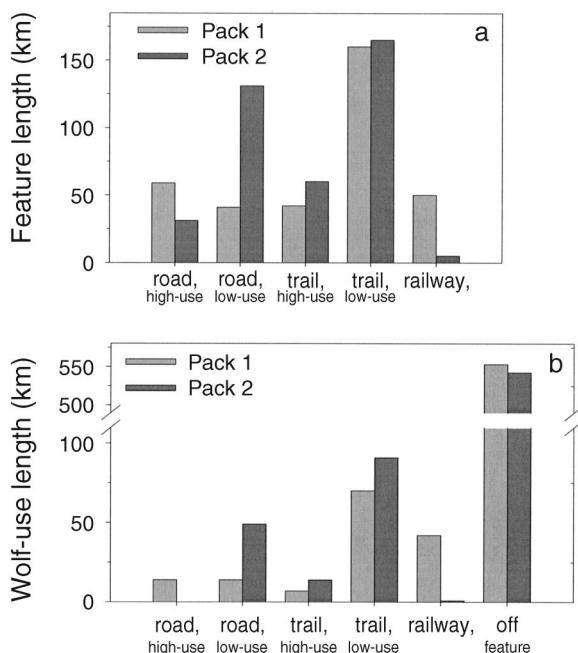 a
Pack 1
Pack 2
Feature length (km)
150
100
50
0
road, road, trail, trail, railway,
high-use low-use high-use low-use
b
Pack 1
Pack 2
Wolf-use length (km)
550
500
100
50
0
road, road, trail, trail, railway, off
high-use low-use high-use low-use feature